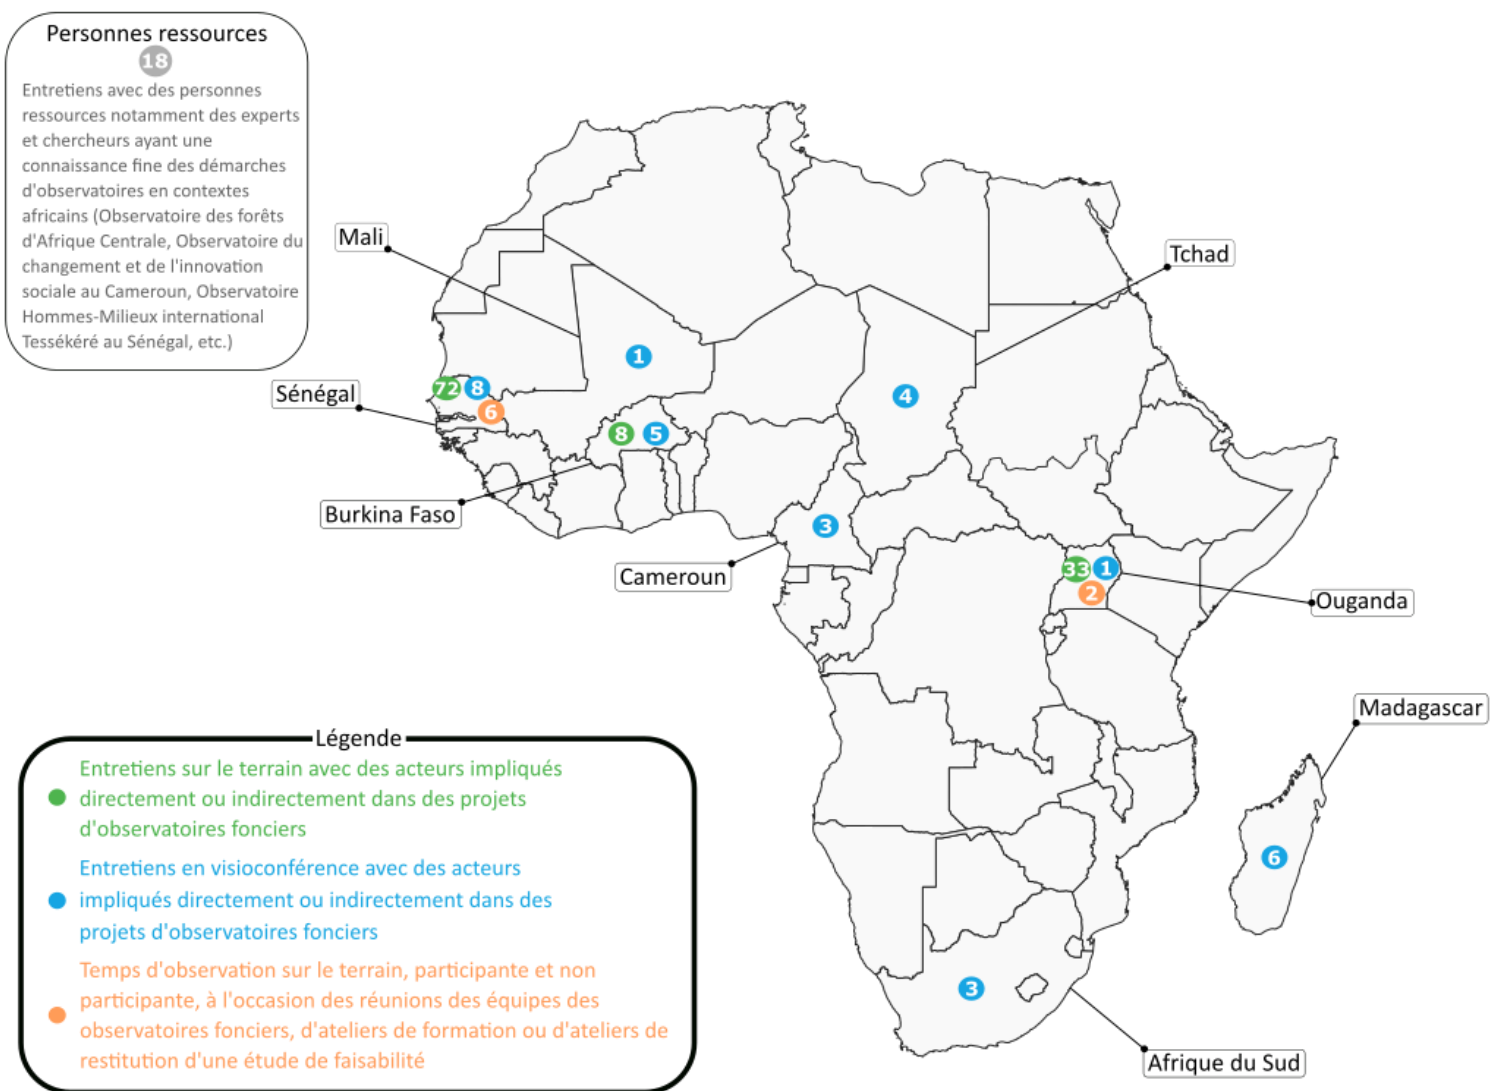 Personnes ressources
18
Entretiens avec des personnes
ressources notamment des experts
et chercheurs ayant une
connaissance fine des démarches
d'observatoires en contextes
africains (Observatoire des forêts
d'Afrique Centrale, Observatoire du
changement et de l'innovation
sociale au Cameroun, Observatoire
Hommes-Milieux international
Tessékéré au Sénégal, etc.)
Mali
Tchad
1
Sénégal
72 8
6
4
8 5
Burkina Faso
3
Cameroun
33 1
2
Ouganda
Madagascar
6
3
Afrique du Sud
Légende
Entretiens sur le terrain avec des acteurs impliqués
directement ou indirectement dans des projets
d'observatoires fonciers
Entretiens en visioconférence avec des acteurs
impliqués directement ou indirectement dans des
projets d'observatoires fonciers
Temps d'observation sur le terrain, participante et non
participante, à l'occasion des réunions des équipes des
observatoires fonciers, d'ateliers de formation ou d'ateliers de
restitution d'une étude de faisabilité